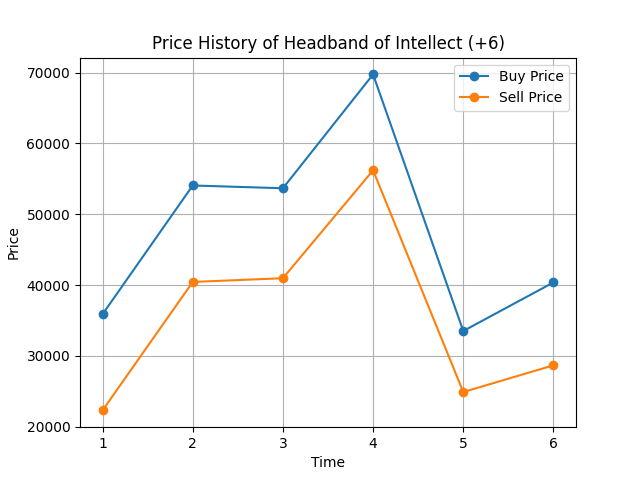 Price History of Headband of Intellect (+6)
Buy Price
Sell Price
70000
60000
50000
40000
30000
20000
Price
1 2 3 4 5 6
Time